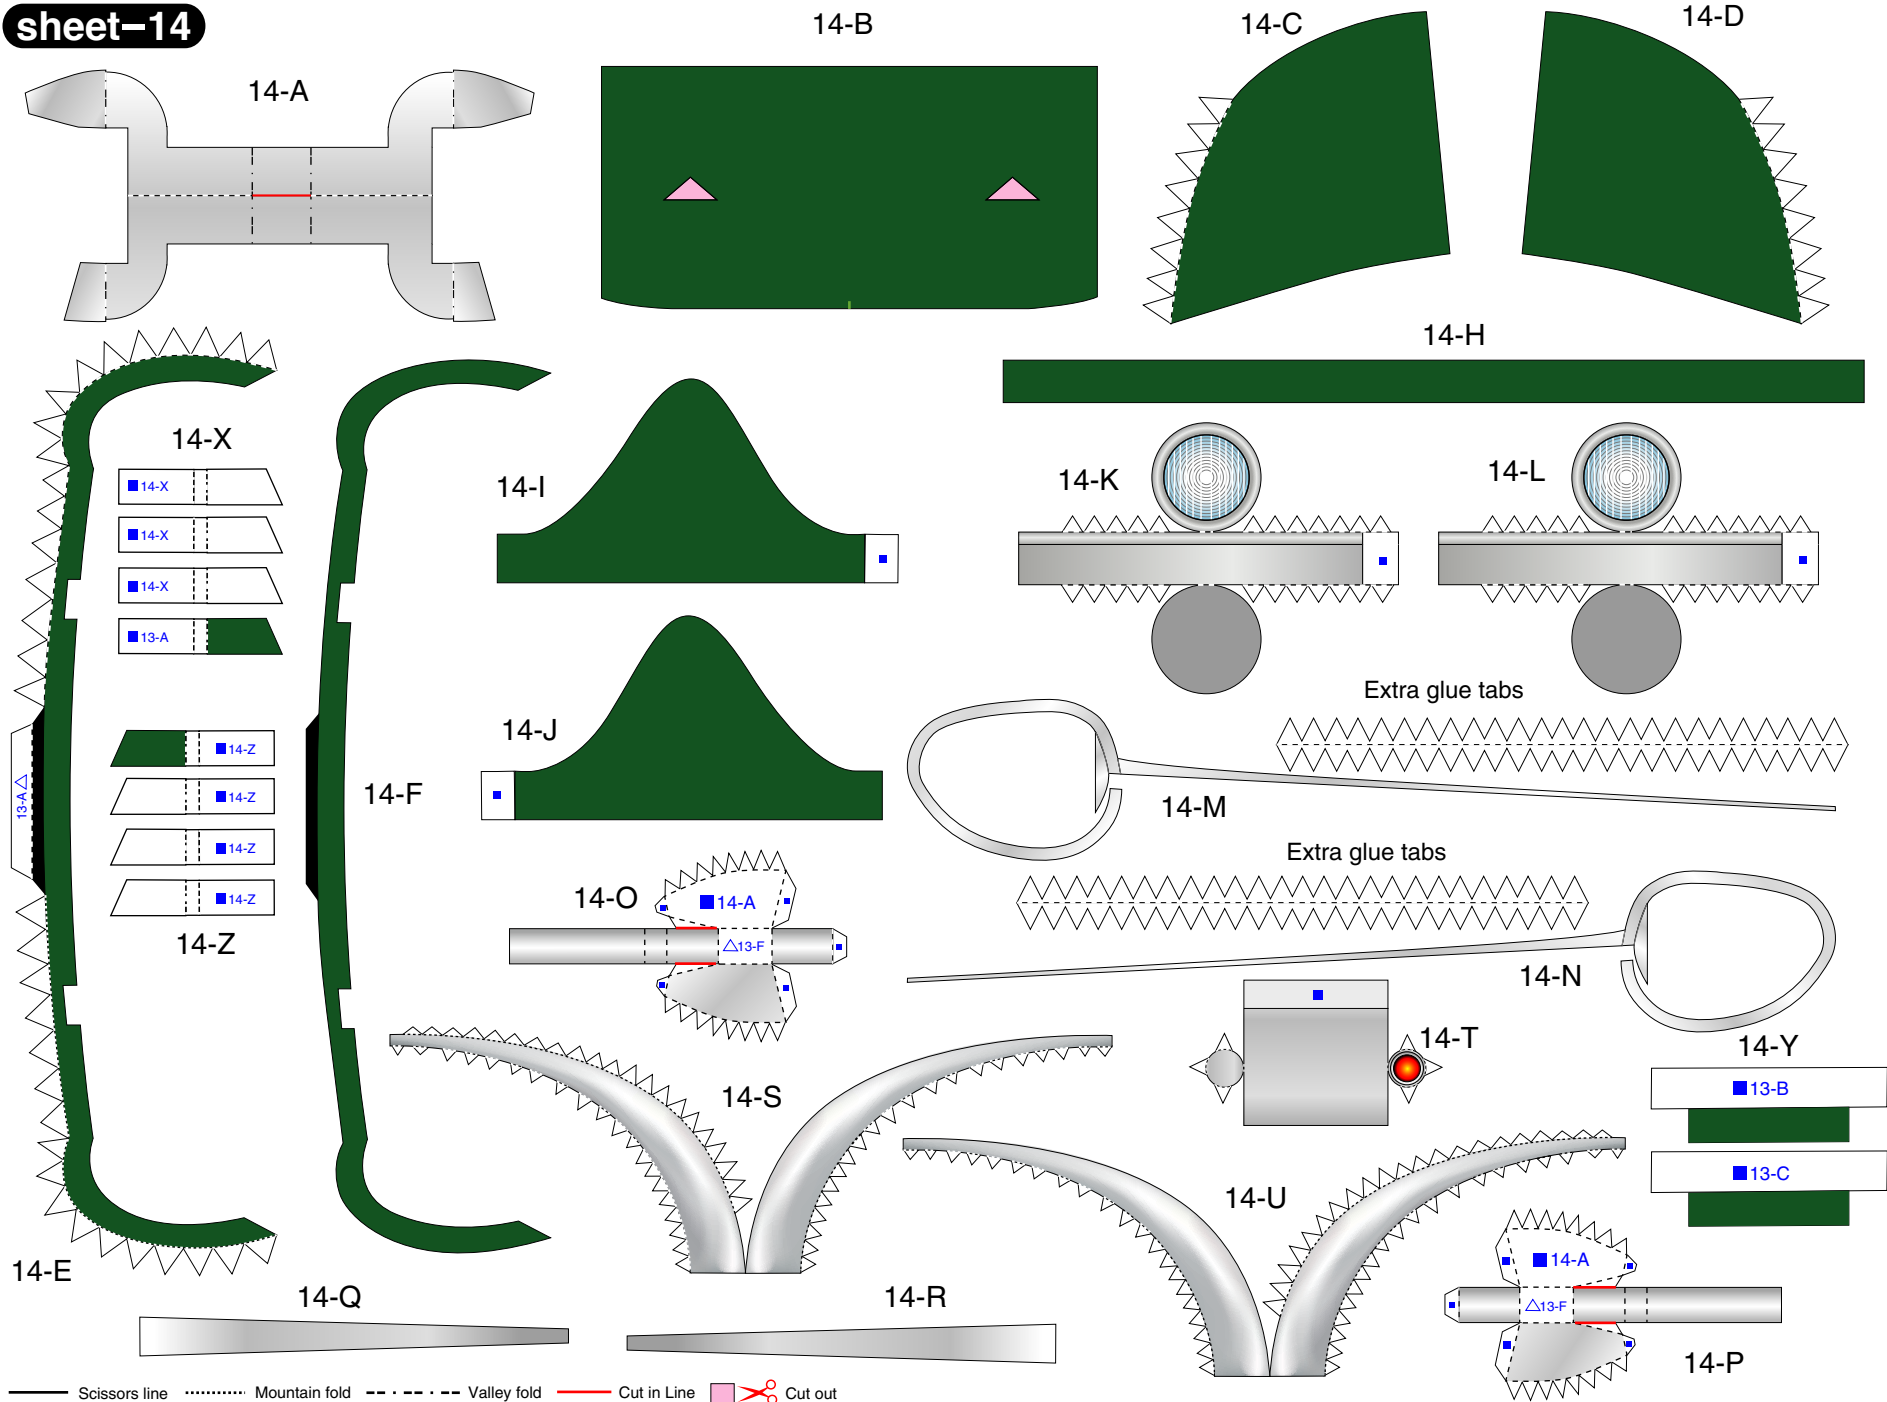 sheet-14
14-A
14-B
14-C
14-D
14-H
14-X
■14-X
■14-X
■14-X
■13-A
14-I
14-K
14-L
Extra glue tabs
14-J
■14-Z
■14-Z
■14-Z
■14-Z
14-Z
13-A△
14-F
14-M
Extra glue tabs
14-O
■14-A
△13-F
14-N
14-S
14-T
14-Y
■13-B
■13-C
14-U
14-E
14-Q
14-R
■14-A
△13-F
14-P
Scissors line
Mountain fold
Valley fold
Cut in Line
Cut out